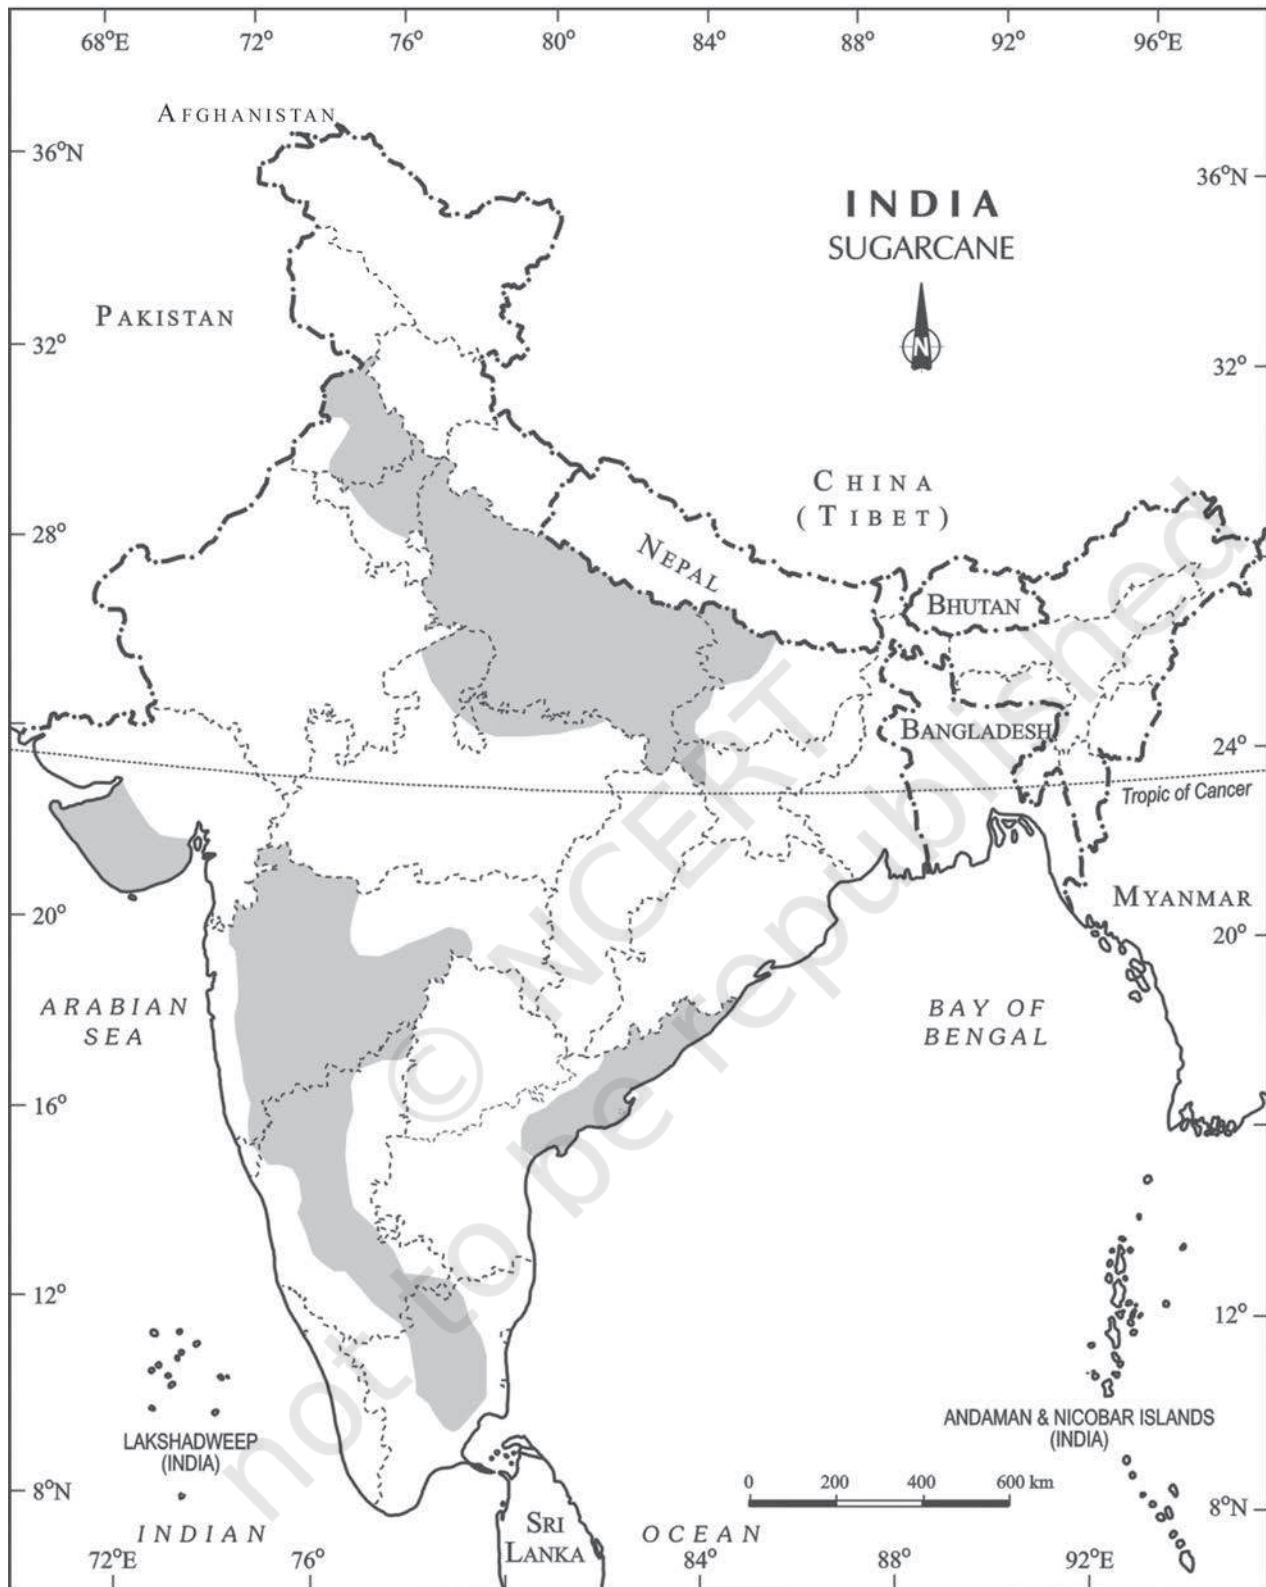 68°E 72° 76° 80° 84° 88° 92° 96°E
AFGHANISTAN
36°N
36°N
INDIA
SUGARCANE
N
PAKISTAN
32°
32°
CHINA
(TIBET)
28°
NEPAL
BHUTAN
BANGLADESH
24°
Tropic of Cancer
MYANMAR
20°
20°
ARABIAN
SEA
BAY OF
BENGAL
16°
12°
12°
LAKSHADWEEP
(INDIA)
ANDAMAN & NICOBAR ISLANDS
(INDIA)
0 200 400 600 km
8°N
8°N
SRI
LANKA
INDIAN OCEAN
72°E 76° 84° 88° 92°E
© NCERT
not to be republished